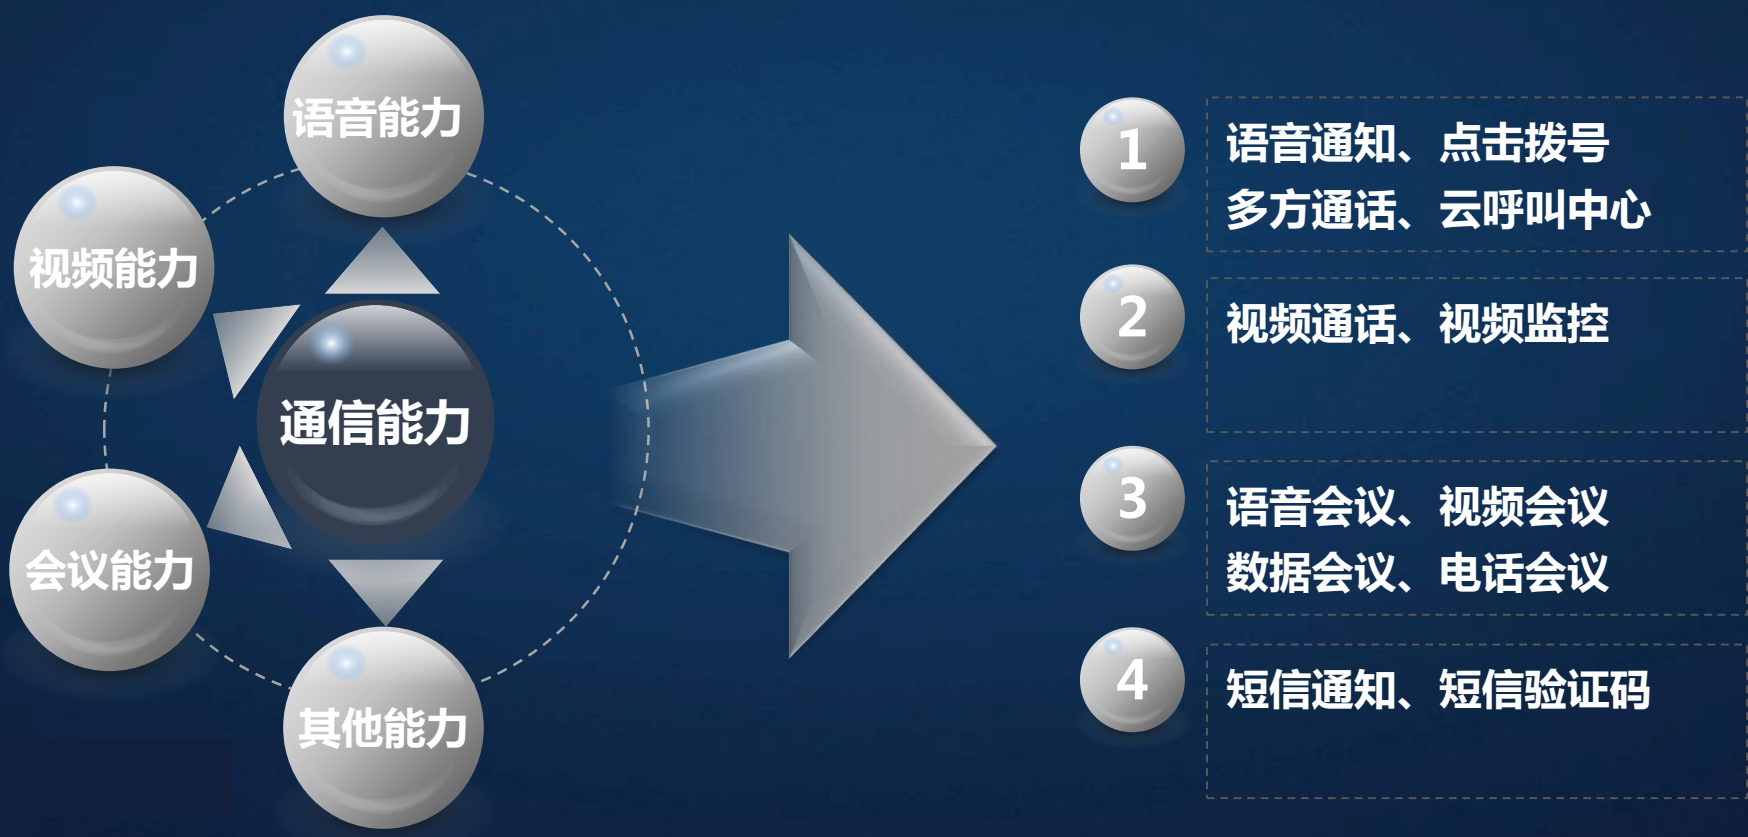 语音能力
视频能力
通信能力
会议能力
其他能力
1
语音通知、点击拨号
多方通话、云呼叫中心
2
视频通话、视频监控
3
语音会议、视频会议
数据会议、电话会议
4
短信通知、短信验证码